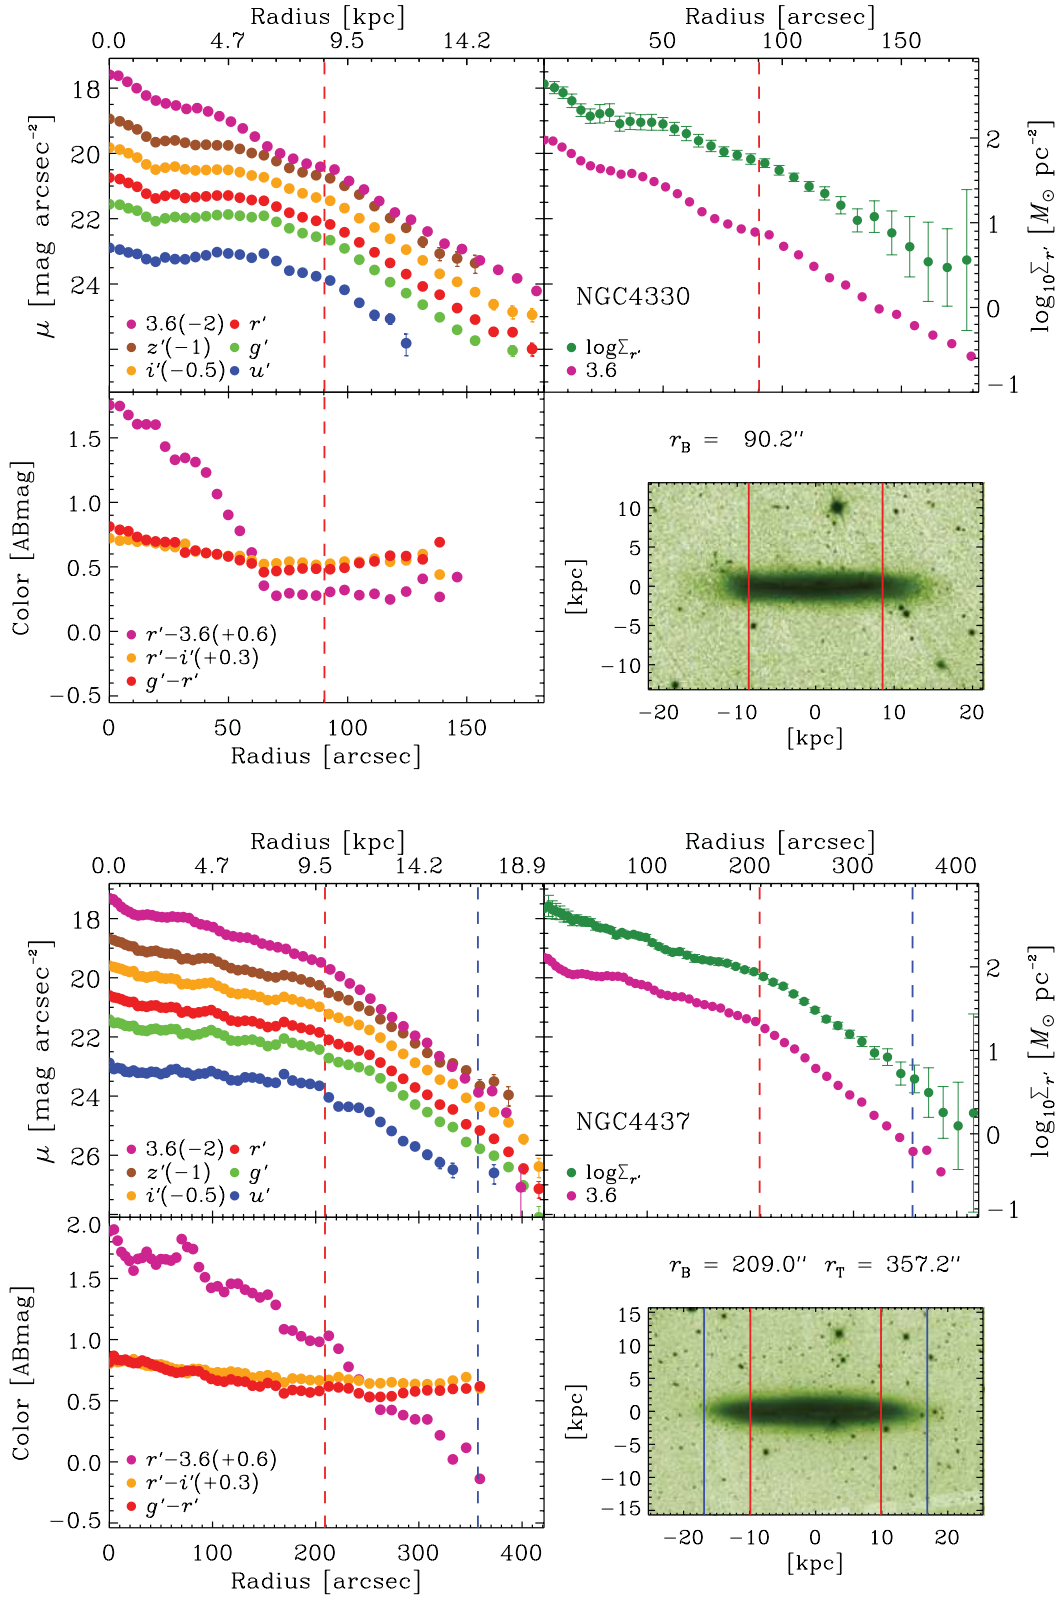 Radius [kpc]
Radius [arcsec]
0.0 4.7 9.5 14.2
50 100 150
18
20
22
24
μ [mag arcsec⁻²]
3.6(−2) r′
z′(−1) g′
i′(−0.5) u′
NGC4330
logΣr′
3.6
2
1
0
−1
log₁₀Σr′ [M⊙ pc⁻²]
1.5
1.0
0.5
0.0
−0.5
Color [ABmag]
r′−3.6(+0.6)
r′−i′(+0.3)
g′−r′
0 50 100 150
Radius [arcsec]
rB = 90.2″
10
5
0
−5
−10
[kpc]
−20 −10 0 10 20
[kpc]
Radius [kpc]
Radius [arcsec]
0.0 4.7 9.5 14.2 18.9
100 200 300 400
18
20
22
24
26
μ [mag arcsec⁻²]
3.6(−2) r′
z′(−1) g′
i′(−0.5) u′
NGC4437
logΣr′
3.6
2
1
0
−1
log₁₀Σr′ [M⊙ pc⁻²]
2.0
1.5
1.0
0.5
0.0
−0.5
Color [ABmag]
r′−3.6(+0.6)
r′−i′(+0.3)
g′−r′
0 100 200 300 400
Radius [arcsec]
rB = 209.0″ rT = 357.2″
15
10
5
0
−5
−10
−15
[kpc]
−20 −10 0 10 20
[kpc]